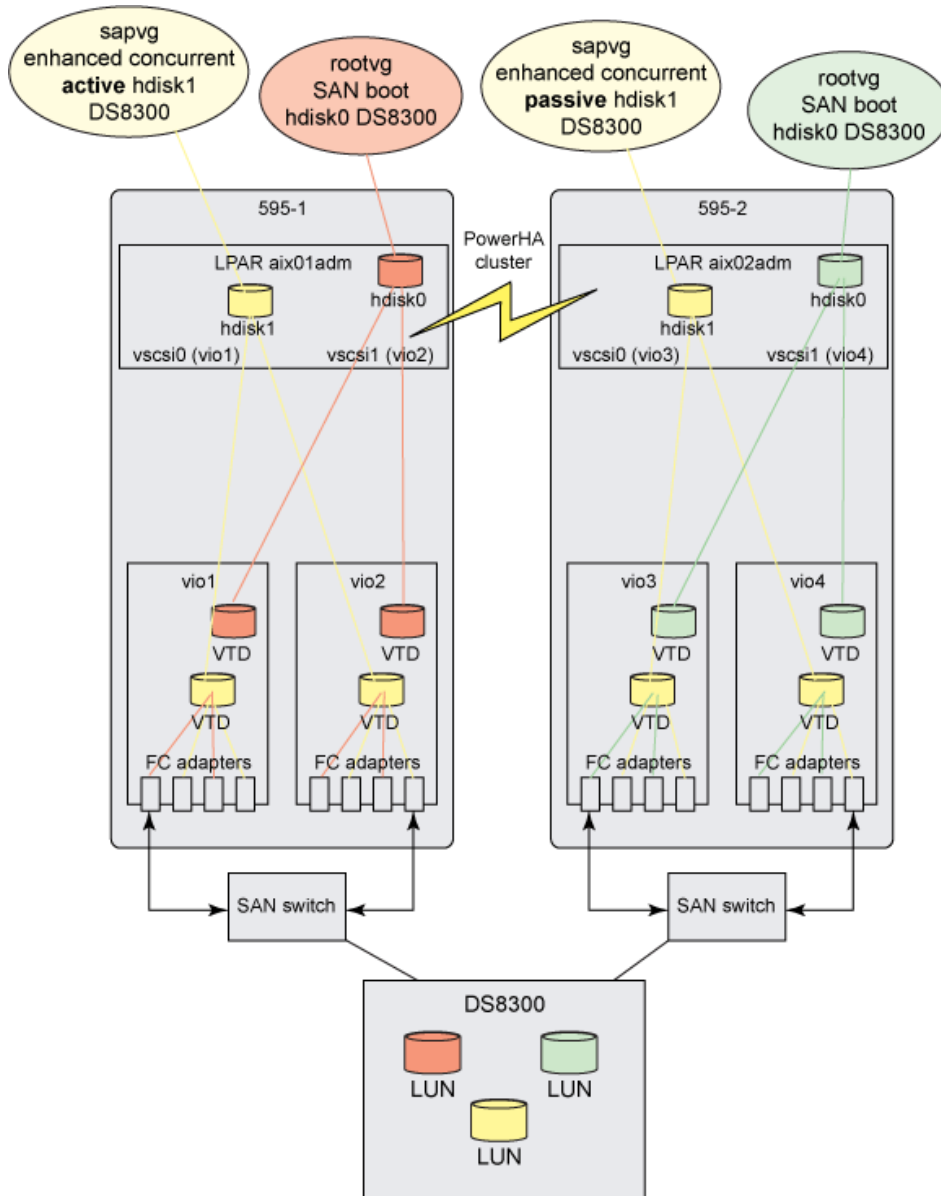 sapvg
enhanced concurrent
active hdisk1
DS8300
rootvg
SAN boot
hdisk0 DS8300
sapvg
enhanced concurrent
passive hdisk1
DS8300
rootvg
SAN boot
hdisk0 DS8300
595-1
LPAR aix01adm
hdisk0
hdisk1
vscsi0 (vio1)
vscsi1 (vio2)
PowerHA
cluster
595-2
LPAR aix02adm
hdisk0
hdisk1
vscsi0 (vio3)
vscsi1 (vio4)
vio1
VTD
VTD
FC adapters
vio2
VTD
VTD
FC adapters
vio3
VTD
VTD
FC adapters
vio4
VTD
VTD
FC adapters
SAN switch
SAN switch
DS8300
LUN
LUN
LUN